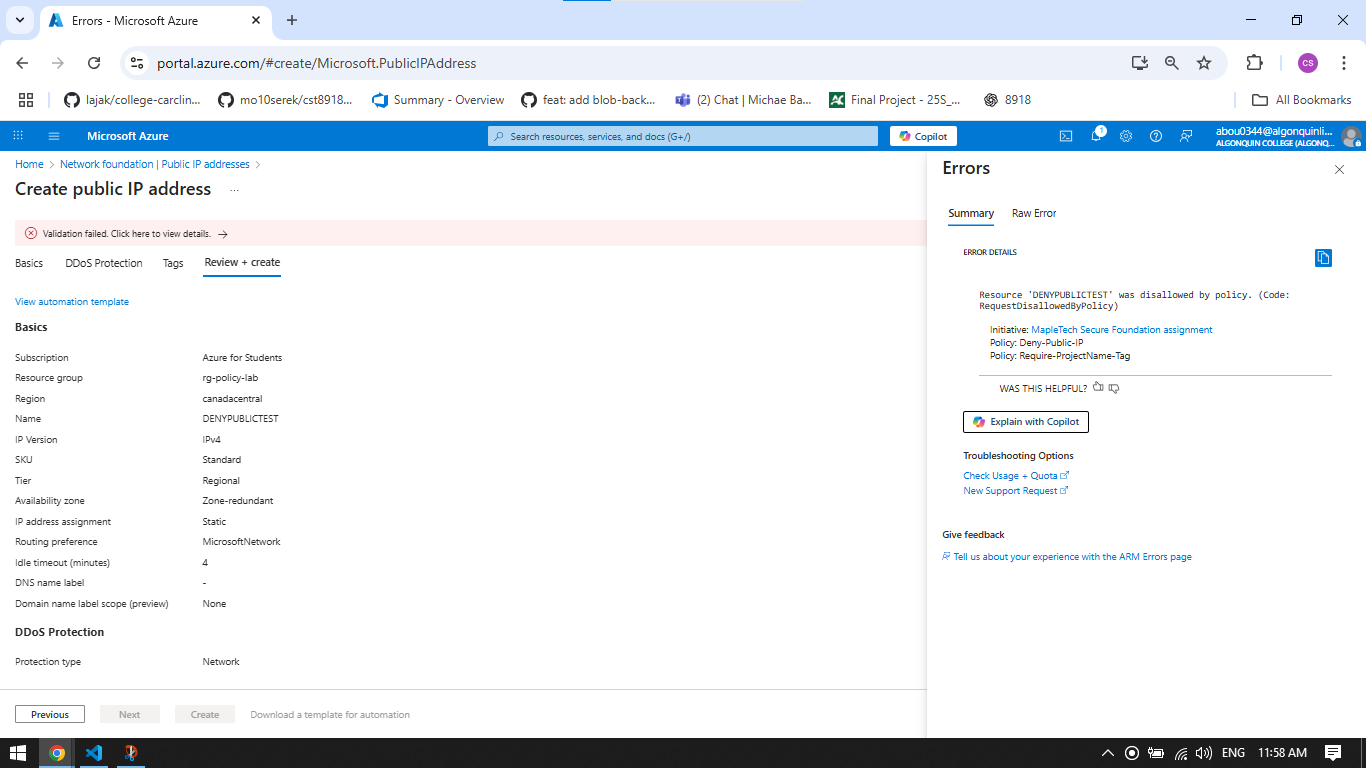 Errors - Microsoft Azure
portal.azure.com/#create/Microsoft.PublicIPAddress
CS
lajak/college-carclin...
mo10serek/cst8918...
Summary - Overview
feat: add blob-back...
(2) Chat | Michae Ba...
Final Project - 25S_...
8918
All Bookmarks
Microsoft Azure
Search resources, services, and docs (G+/)
Copilot
1
abou0344@algonquinli...
ALGONQUIN COLLEGE (ALGONQ...
Home > Network foundation | Public IP addresses >
Create public IP address ...
Validation failed. Click here to view details. →
Basics DDoS Protection Tags Review + create
View automation template
Basics
Subscription Azure for Students
Resource group rg-policy-lab
Region canadacentral
Name DENYPUBLICTEST
IP Version IPv4
SKU Standard
Tier Regional
Availability zone Zone-redundant
IP address assignment Static
Routing preference MicrosoftNetwork
Idle timeout (minutes) 4
DNS name label -
Domain name label scope (preview) None
DDoS Protection
Protection type Network
Previous Next Create Download a template for automation
Errors
Summary Raw Error
ERROR DETAILS
Resource 'DENYPUBLICTEST' was disallowed by policy. (Code:
RequestDisallowedByPolicy)
Initiative: MapleTech Secure Foundation assignment
Policy: Deny-Public-IP
Policy: Require-ProjectName-Tag
WAS THIS HELPFUL?
Explain with Copilot
Troubleshooting Options
Check Usage + Quota
New Support Request
Give feedback
Tell us about your experience with the ARM Errors page
ENG 11:58 AM